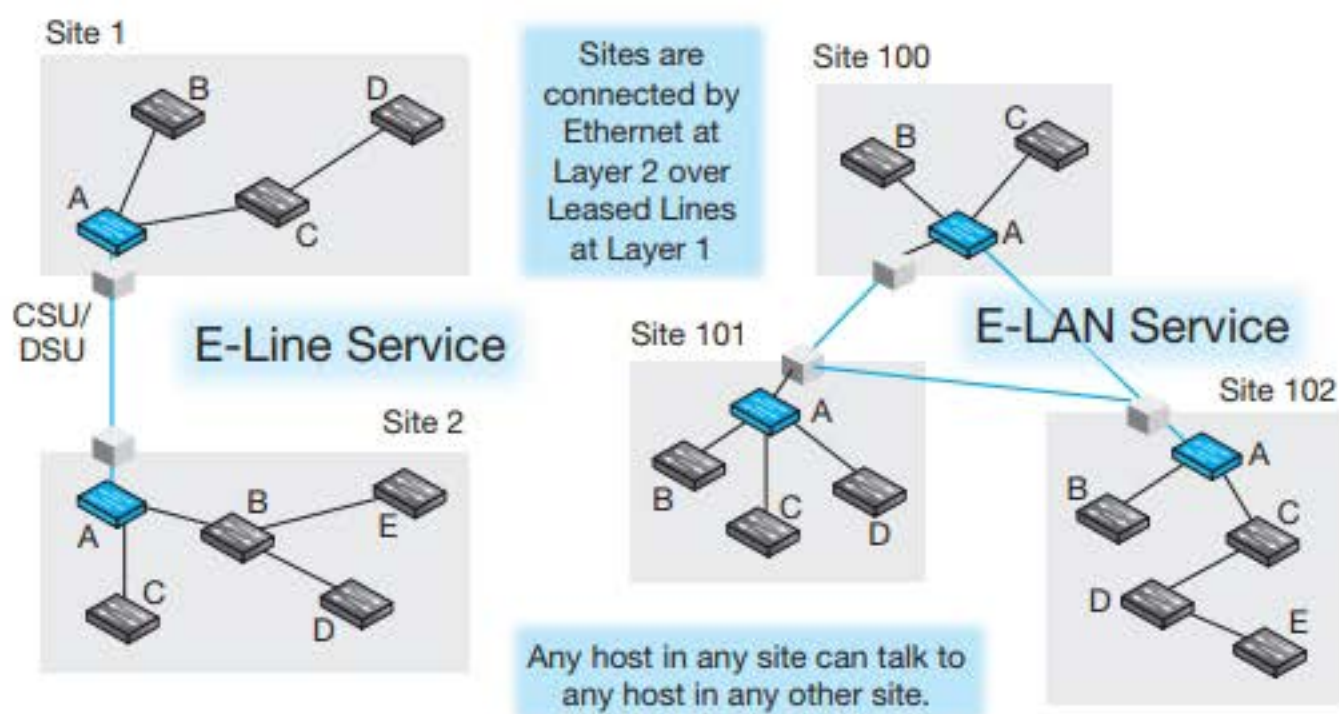 Site 1
B
D
A
C
CSU/
DSU
E-Line Service
Site 2
A
B
E
C
D
Sites are
connected by
Ethernet at
Layer 2 over
Leased Lines
at Layer 1
Site 100
B
C
A
E-LAN Service
Site 101
A
B
C
D
Site 102
A
B
C
D
E
Any host in any site can talk to
any host in any other site.